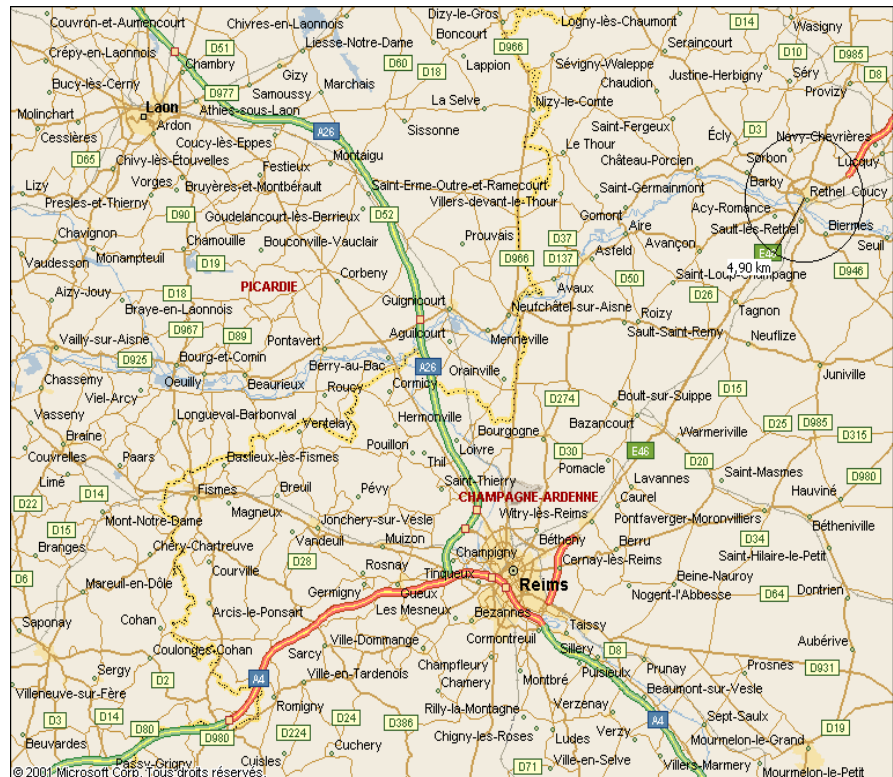 Couvron-et-Aumencourt
Chivres-en-Laonnois
Dizy-le-Gros
Logny-lès-Chaumont
D14
Wasigny
D51
Liesse-Notre-Dame
Boncourt
D966
Seraincourt
D10
D985
Crépy-en-Laonnois
Chambry
Gizy
D60
D18
Lappion
Sévigny-Waleppe
Justine-Herbigny
Séry
D8
Bucy-lès-Cerny
D977
Samoussy
Marchais
Chaudion
Provizy
Molinchart
Laon
Athies-sous-Laon
La Selve
Nizy-le-Comte
Cessières
Ardon
A26
Sissonne
Saint-Fergeux
Écly
D3
Novy-Chevrières
Coucy-lès-Eppes
Le Thour
D65
Chivy-lès-Étouvelles
Festieux
Montaigu
Château-Porcien
Sorbon
Lucquy
Lizy
Vorges
Bruyères-et-Montbérault
Saint-Erme-Outre-et-Ramecourt
Saint-Germainmont
Barby
Rethel
Coucy
Presles-et-Thierny
Villers-devant-le-Thour
D90
Goudelancourt-lès-Berrieux
D52
Gomont
Aire
Acy-Romance
Sault-lès-Rethel
Biermes
Chavignon
Chamouille
Bouconville-Vauclair
Prouvais
D37
Avançon
Seuil
Monampteuil
D19
D966
D137
Asfeld
E46
Vaudesson
Corbeny
4,90 km
D946
D50
Saint-Loup-Champagne
Aizy-Jouy
D18
PICARDIE
Guignicourt
Avaux
D26
Braye-en-Laonnois
Neufchâtel-sur-Aisne
Roizy
Tagnon
D967
D89
Aguilcourt
Menneville
Sault-Saint-Remy
Neuflize
Vailly-sur-Aisne
D925
Pontavert
Bourg-et-Comin
Berry-au-Bac
A26
Orainville
Juniville
Chassemy
Oeuilly
Beaurieux
Roucy
Cormicy
D15
Viel-Arcy
D274
Boult-sur-Suippe
Vasseny
Longueval-Barbonval
Hermonville
Ventelay
Bourgogne
Bazancourt
D25
D985
Braine
Pouillon
Loivre
Warmeriville
D315
Couvrelles
Paars
Baslieux-lès-Fismes
Thil
D30
E46
D20
Pomacle
Liné
Saint-Thierry
Lavannes
Saint-Masmes
D980
D14
Fismes
Breuil
Pévy
CHAMPAGNE-ARDENNE
Caurel
Hauviné
D22
Magneux
Witry-lès-Reims
Mont-Notre-Dame
Jonchery-sur-Vesle
Pontfaverger-Moronvilliers
Bétheniville
D15
Vandeuil
Muizon
Bétheny
Berru
D34
Branges
Chéry-Chartreuve
D28
Champigny
Cernay-lès-Reims
Saint-Hilaire-le-Petit
Rosnay
D6
Courville
Tinqueux
Reims
Beine-Nauroy
Mareuil-en-Dôle
Germigny
Gueux
Nogent-l'Abbesse
D64
Dontrien
Arcis-le-Ponsart
Les Mesneux
Bezannes
Taissy
Saponay
Cohan
Ville-Dommange
Cormontreuil
Aubérive
Coulonges-Cohan
Sarcy
Sillery
D8
Sergy
Champfleury
Puisieulx
Prunay
Prosnes
D931
D2
A4
Ville-en-Tardenois
Chamery
Montbré
Villeneuve-sur-Fère
Beaumont-sur-Vesle
Romigny
Rilly-la-Montagne
Verzenay
D3
D14
D24
A4
Sept-Saulx
D80
D224
D386
D19
D980
Beuvardes
Cuchery
Chigny-les-Roses
Ludes
Verzy
Mourmelon-le-Grand
Passy-Grigny
Cuisles
Ville-en-Selve
D71
Villers-Marmery
Mourmelon-le-Petit
© 2001 Microsoft Corp. Tous droits réservés